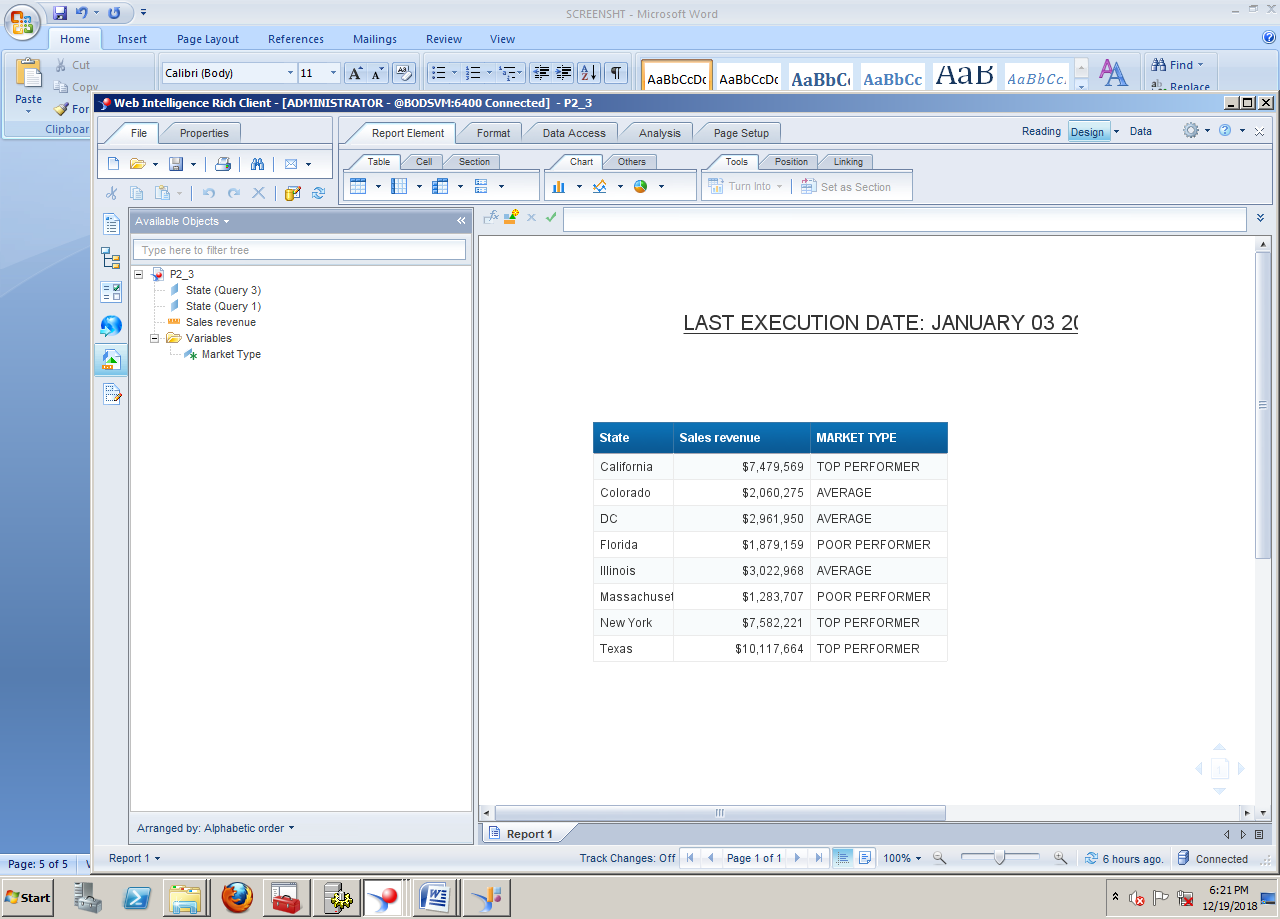 SCREENSHT - Microsoft Word
Home Insert Page Layout References Mailings Review View
Cut
Copy
For
Paste
Clipboar
Calibri (Body) 11
AaBbCcDc AaBbCcDc AaBbC AaBbCc AaB AaBbCc.
Find
Replace
Web Intelligence Rich Client - [ADMINISTRATOR - @BODSVM:6400 Connected] - P2_3
File Properties
Report Element Format Data Access Analysis Page Setup
Reading Design Data
Table Cell Section
Chart Others
Tools Position Linking
Turn Into Set as Section
Available Objects
Type here to filter tree
P2_3
State (Query 3)
State (Query 1)
Sales revenue
Variables
Market Type
Arranged by: Alphabetic order
LAST EXECUTION DATE: JANUARY 03 20
State Sales revenue MARKET TYPE
California $7,479,569 TOP PERFORMER
Colorado $2,060,275 AVERAGE
DC $2,961,950 AVERAGE
Florida $1,879,159 POOR PERFORMER
Illinois $3,022,968 AVERAGE
Massachuset $1,283,707 POOR PERFORMER
New York $7,582,221 TOP PERFORMER
Texas $10,117,664 TOP PERFORMER
1
Report 1
Report 1
Track Changes: Off Page 1 of 1 100% 6 hours ago. Connected
Page: 5 of 5
Start
6:21 PM
12/19/2018